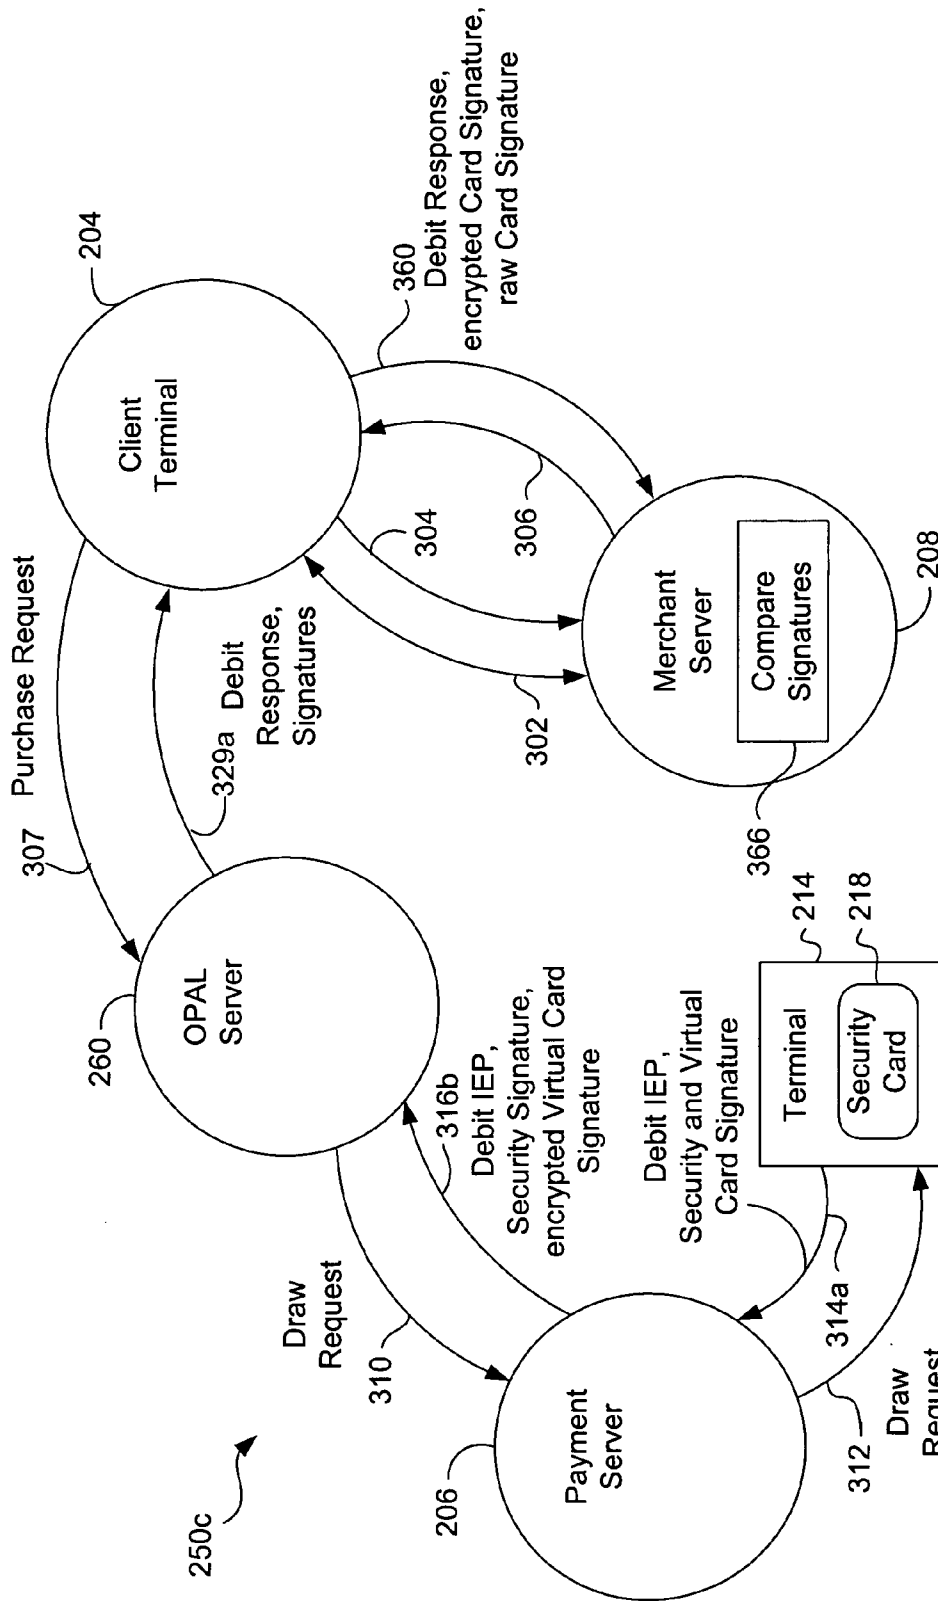 250c
206
Payment
Server
Draw
Request
310
316b
Debit IEP,
Security Signature,
encrypted Virtual Card
Signature
260
OPAL
Server
307
Purchase Request
329a Debit
Response,
Signatures
204
Client
Terminal
360
Debit Response,
encrypted Card Signature,
raw Card Signature
304
306
302
Merchant
Server
Compare
Signatures
366
208
Debit IEP,
Security and Virtual
Card Signature
314a
312
Draw
Request
Terminal
214
Security
Card
218